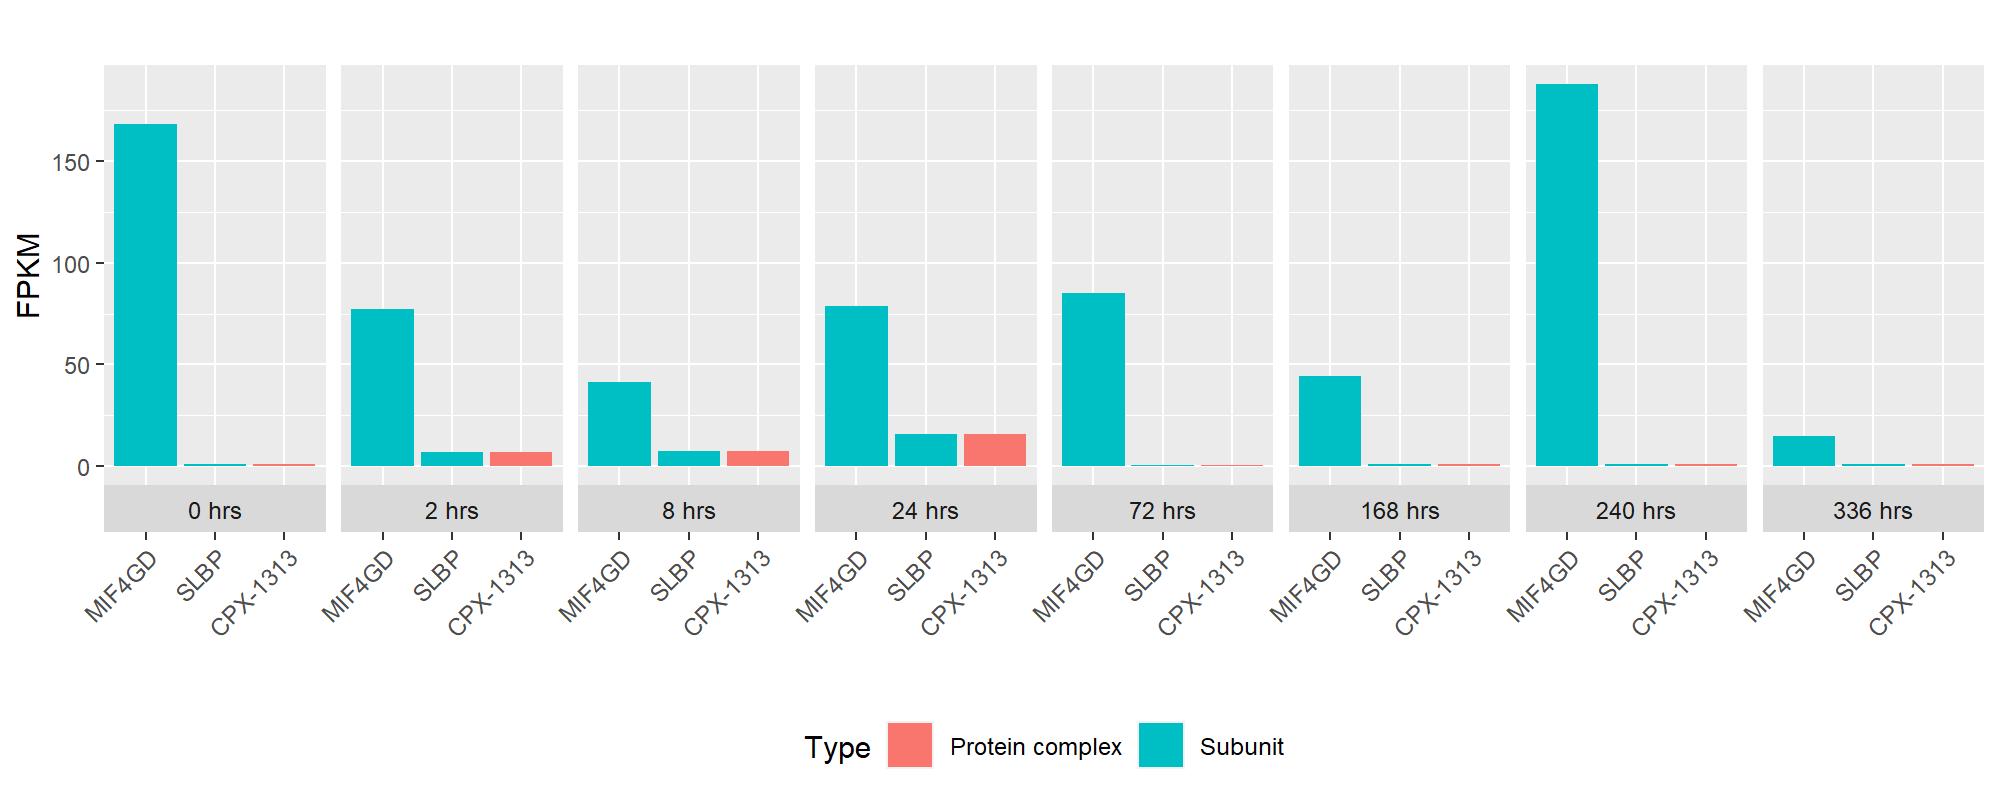 FPKM
150
100
50
0
0 hrs 2 hrs 8 hrs 24 hrs 72 hrs 168 hrs 240 hrs 336 hrs
MIF4GD SLBP CPX-1313 MIF4GD SLBP CPX-1313 MIF4GD SLBP CPX-1313 MIF4GD SLBP CPX-1313 MIF4GD SLBP CPX-1313 MIF4GD SLBP CPX-1313 MIF4GD SLBP CPX-1313 MIF4GD SLBP CPX-1313
Type Protein complex Subunit